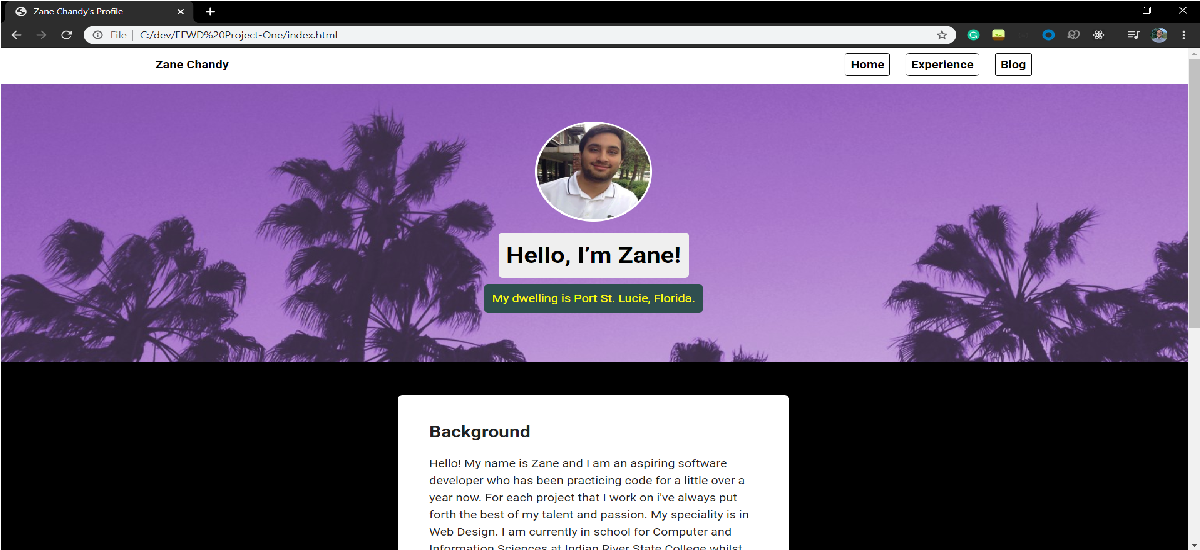 Zane Chandy's Profile
File | C:/dev/FEWD%20Project-One/index.html
Zane Chandy
Home
Experience
Blog
Hello, I'm Zane!
My dwelling is Port St. Lucie, Florida.
Background
Hello! My name is Zane and I am an aspiring software
developer who has been practicing code for a little over a
year now. For each project that I work on i've always put
forth the best of my talent and passion. My speciality is in
Web Design. I am currently in school for Computer and
Information Sciences at Indian River State College whilst